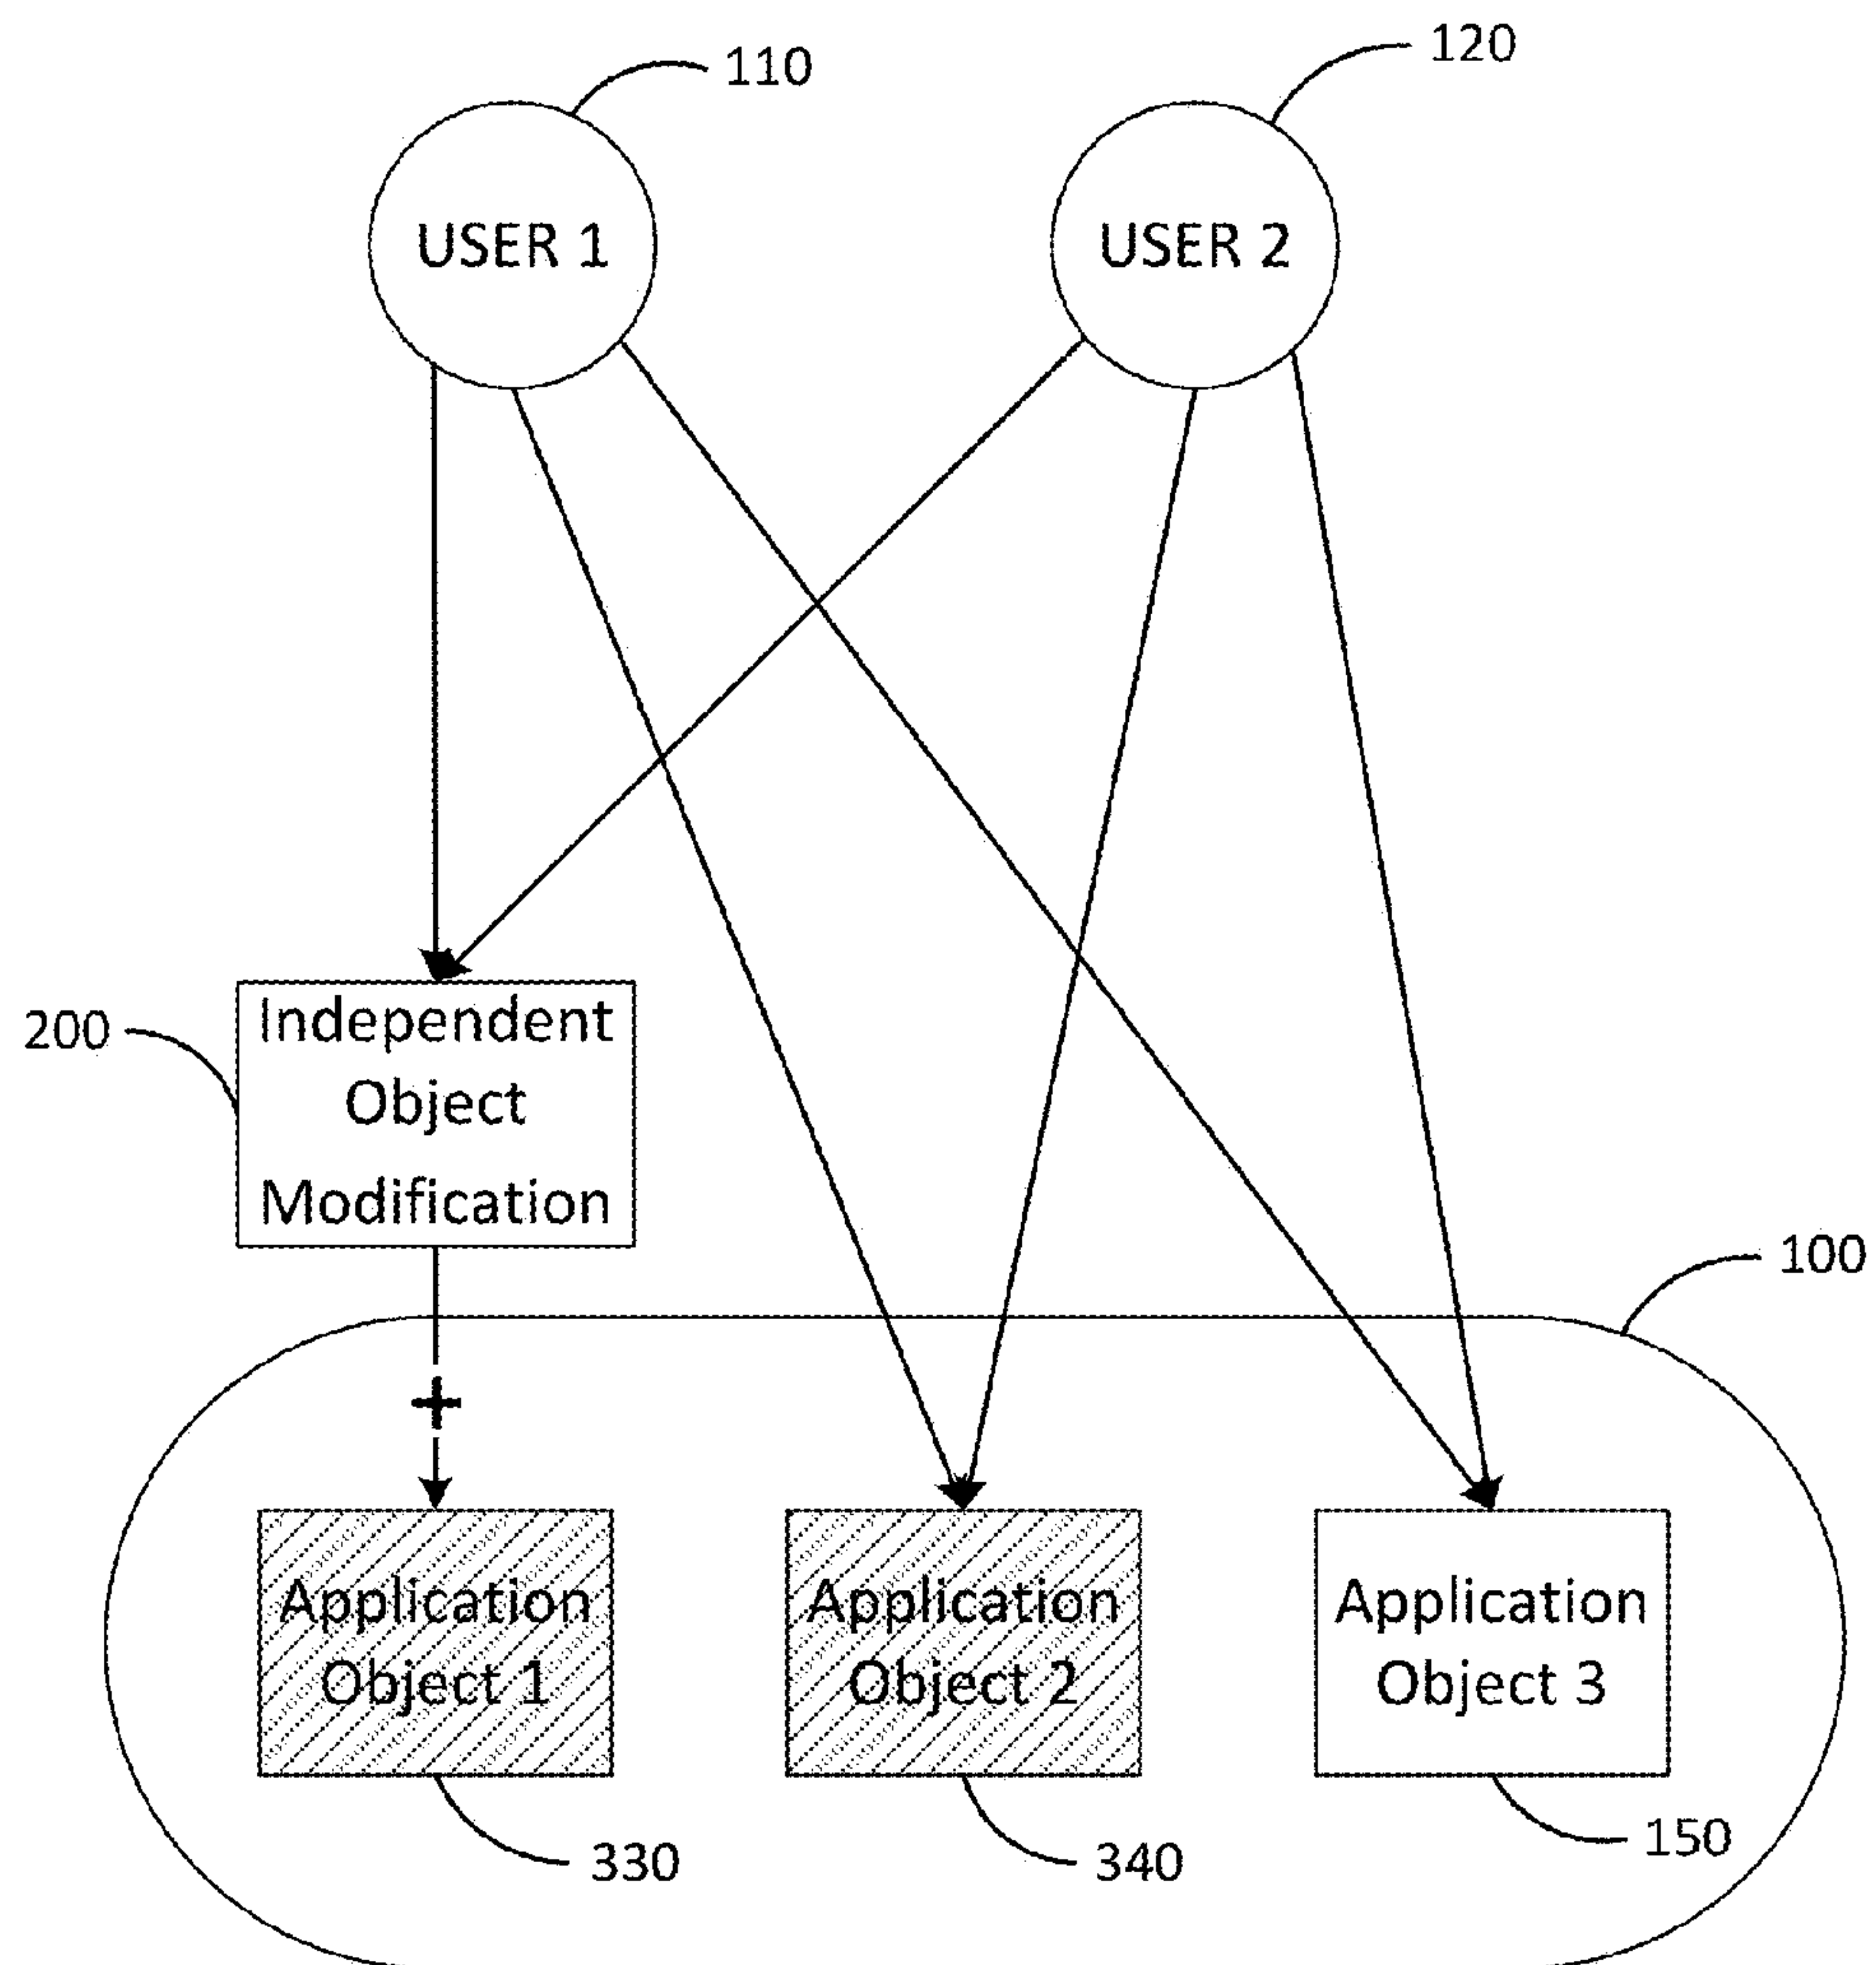 110
120
USER 1
USER 2
200
Independent
Object
Modification
100
+
Application
Object 1
Application
Object 2
Application
Object 3
330
340
150